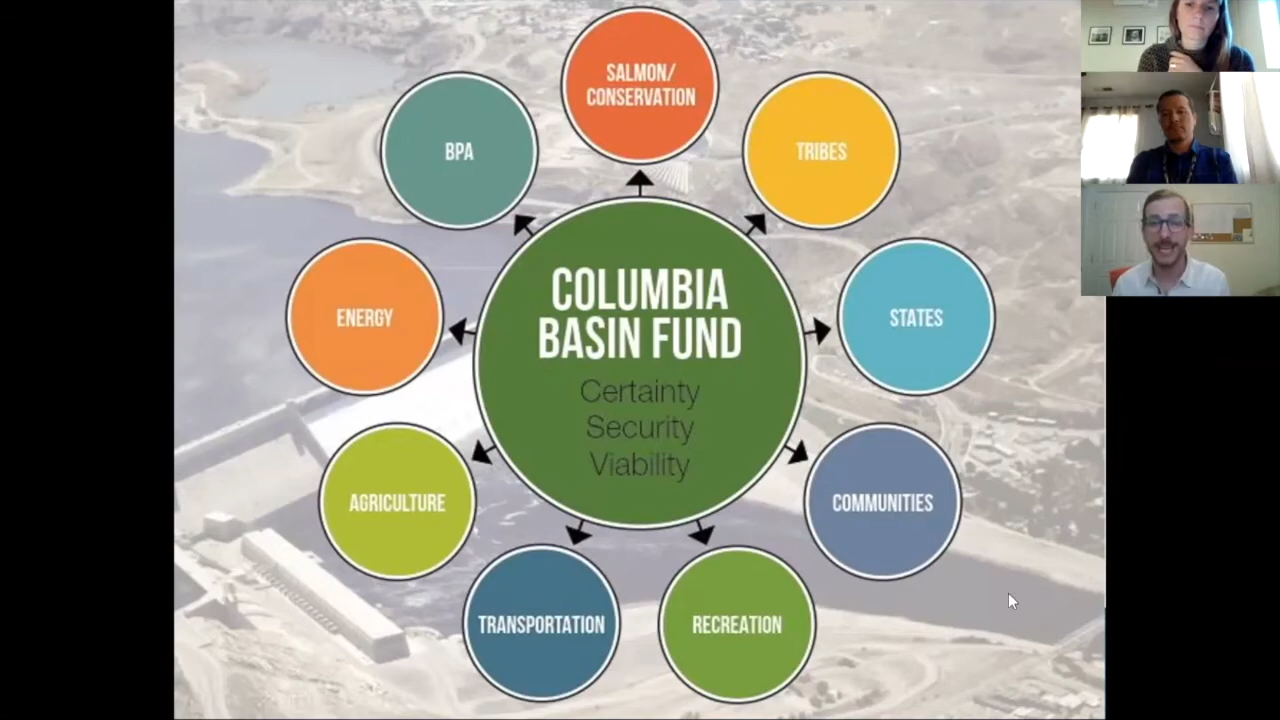 SALMON/
CONSERVATION
BPA
TRIBES
COLUMBIA
BASIN FUND
Certainty
Security
Viability
ENERGY
STATES
AGRICULTURE
COMMUNITIES
TRANSPORTATION
RECREATION